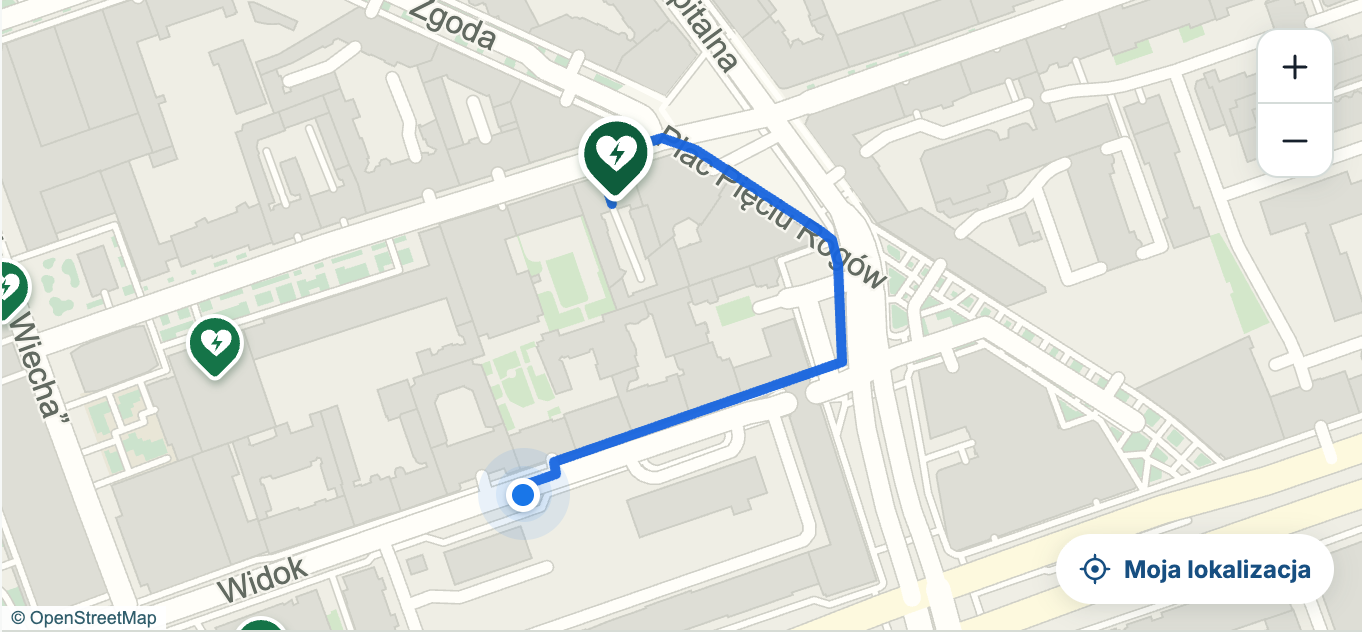 Zgoda
pitalna
+
Plac Pięciu Rogów
−
Wiecha”
Widok
Moja lokalizacja
© OpenStreetMap